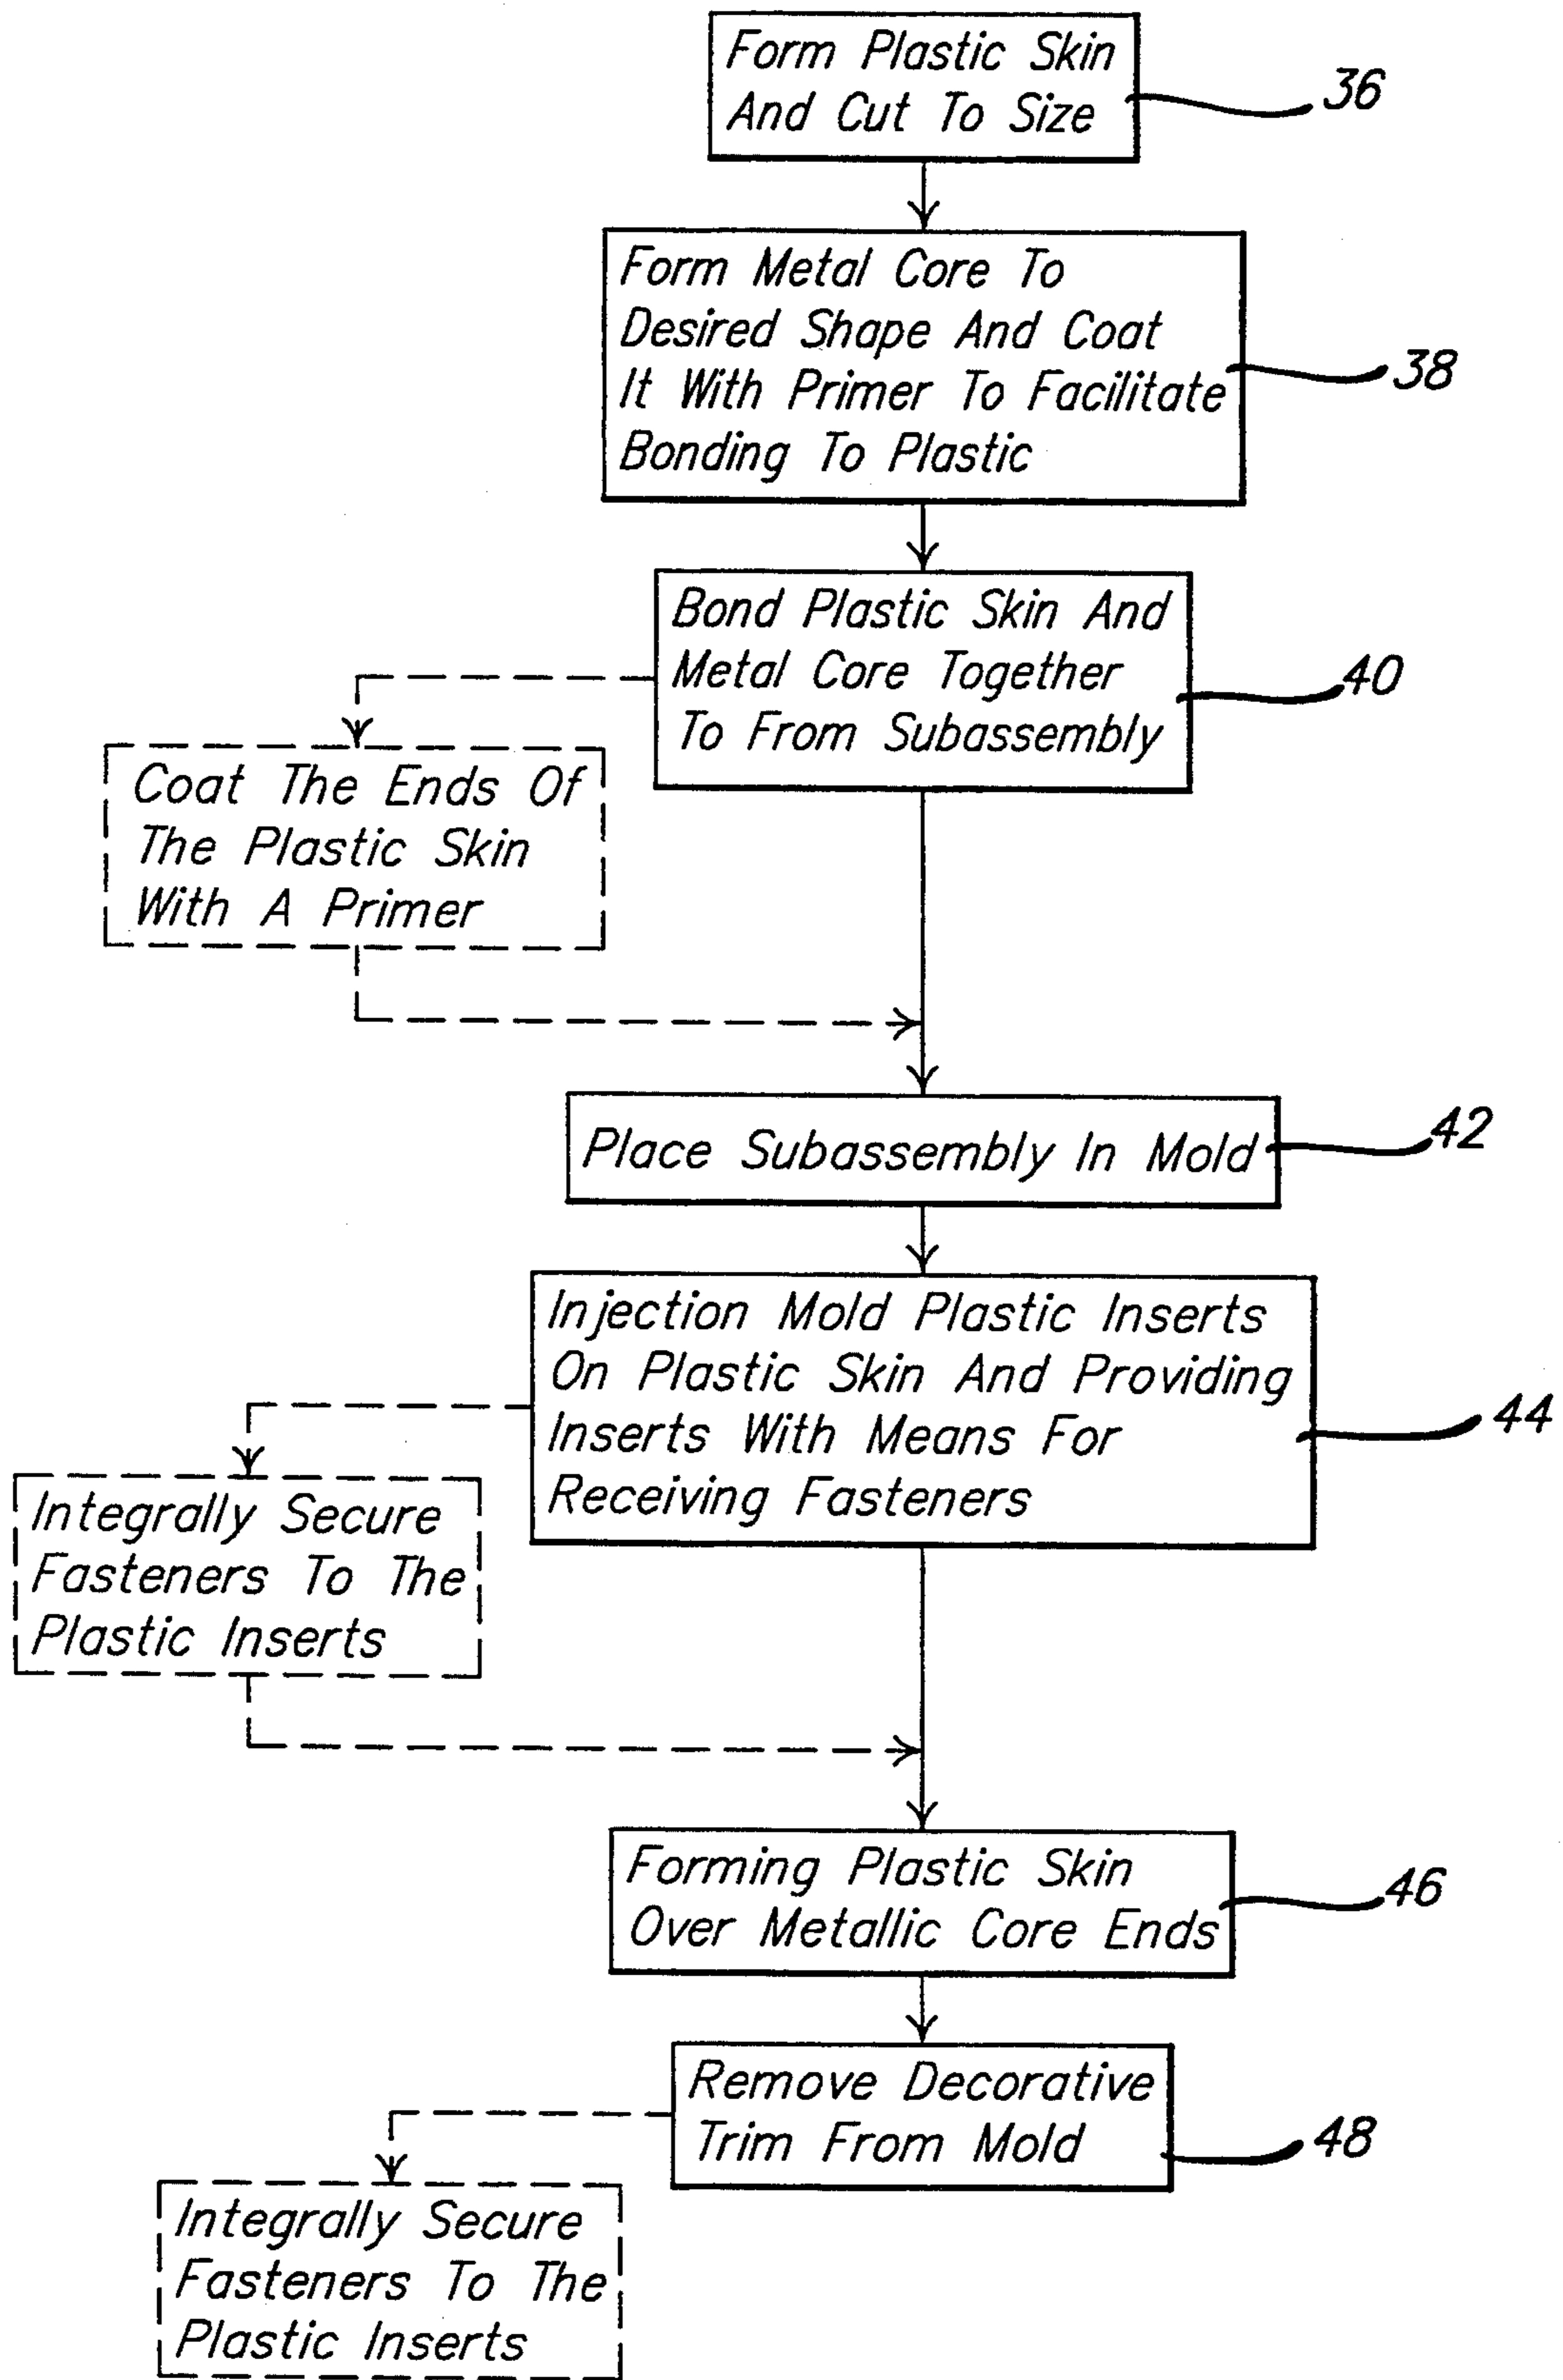 Form Plastic Skin
And Cut To Size
36
Form Metal Core To
Desired Shape And Coat
It With Primer To Facilitate
Bonding To Plastic
38
Bond Plastic Skin And
Metal Core Together
To From Subassembly
40
Coat The Ends Of
The Plastic Skin
With A Primer
Place Subassembly In Mold
42
Injection Mold Plastic Inserts
On Plastic Skin And Providing
Inserts With Means For
Receiving Fasteners
44
Integrally Secure
Fasteners To The
Plastic Inserts
Forming Plastic Skin
Over Metallic Core Ends
46
Remove Decorative
Trim From Mold
48
Integrally Secure
Fasteners To The
Plastic Inserts